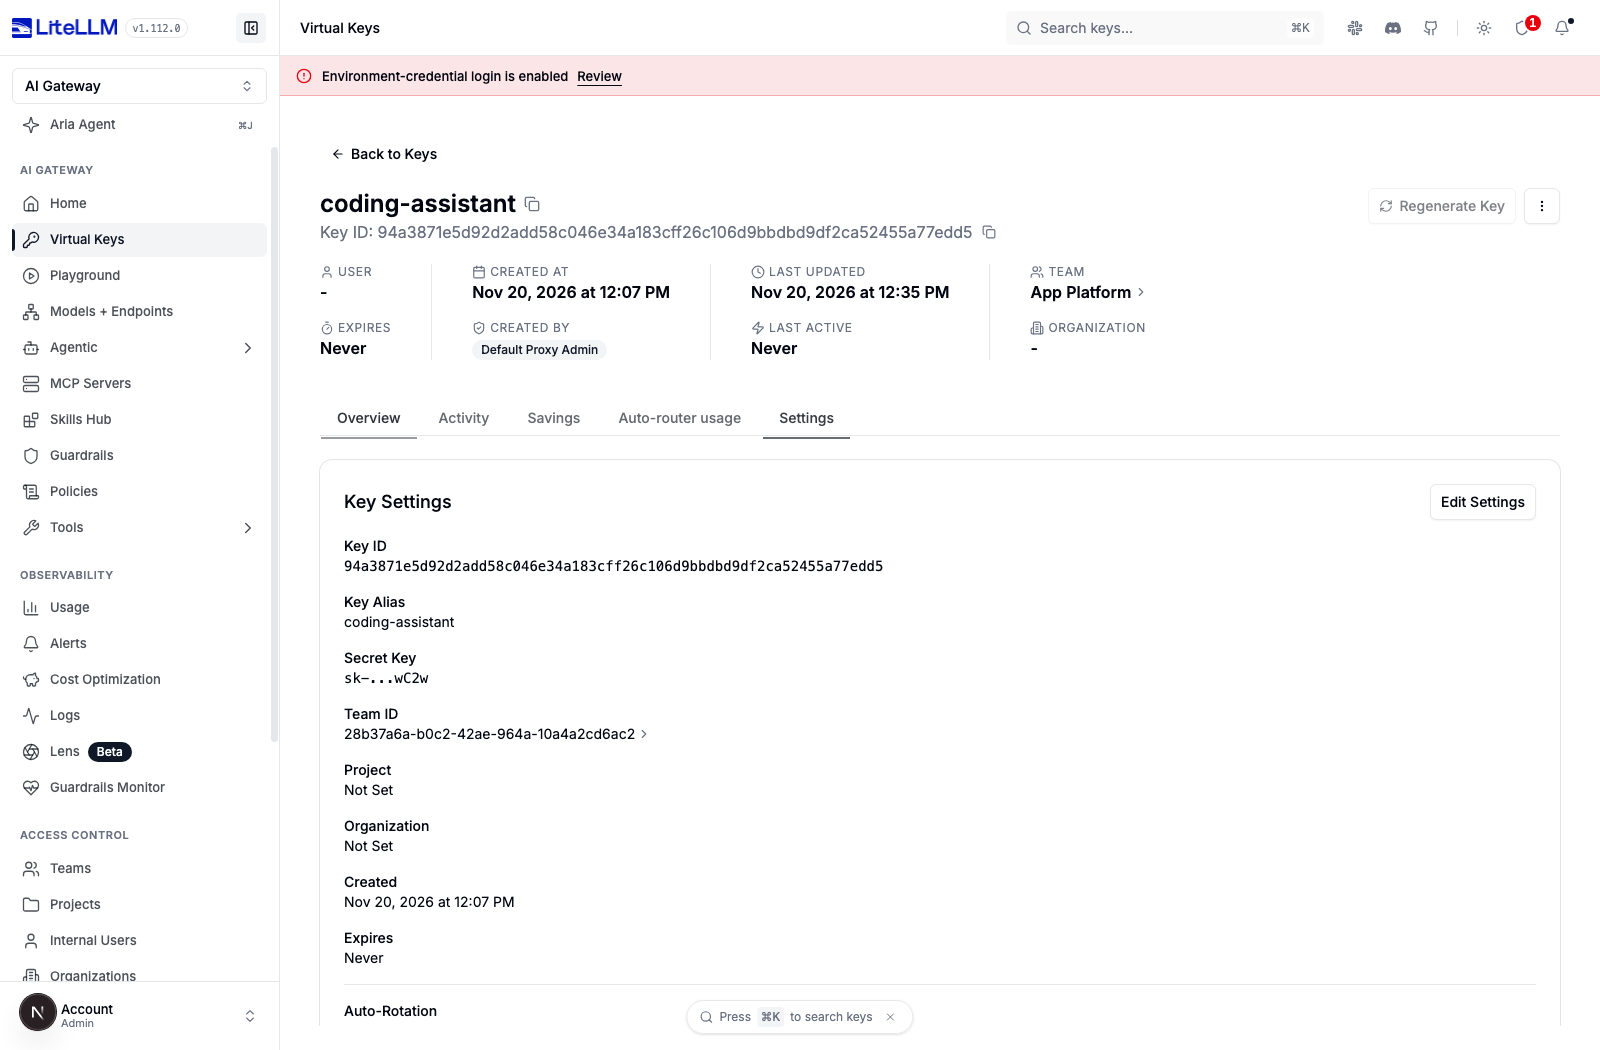 LiteLLM v1.112.0
Virtual Keys
Search keys... ⌘K
1
Environment-credential login is enabled Review
AI Gateway
Aria Agent ⌘J
AI GATEWAY
Home
Virtual Keys
Playground
Models + Endpoints
Agentic
MCP Servers
Skills Hub
Guardrails
Policies
Tools
OBSERVABILITY
Usage
Alerts
Cost Optimization
Logs
Lens Beta
Guardrails Monitor
ACCESS CONTROL
Teams
Projects
Internal Users
Organizations
N
Account
Admin
Back to Keys
coding-assistant
Key ID: 94a3871e5d92d2add58c046e34a183cff26c106d9bbdbd9df2ca52455a77edd5
Regenerate Key
USER
-
CREATED AT
Nov 20, 2026 at 12:07 PM
LAST UPDATED
Nov 20, 2026 at 12:35 PM
TEAM
App Platform
EXPIRES
Never
CREATED BY
Default Proxy Admin
LAST ACTIVE
Never
ORGANIZATION
-
Overview Activity Savings Auto-router usage Settings
Key Settings
Edit Settings
Key ID
94a3871e5d92d2add58c046e34a183cff26c106d9bbdbd9df2ca52455a77edd5
Key Alias
coding-assistant
Secret Key
sk-...wC2w
Team ID
28b37a6a-b0c2-42ae-964a-10a4a2cd6ac2
Project
Not Set
Organization
Not Set
Created
Nov 20, 2026 at 12:07 PM
Expires
Never
Auto-Rotation
Press ⌘K to search keys